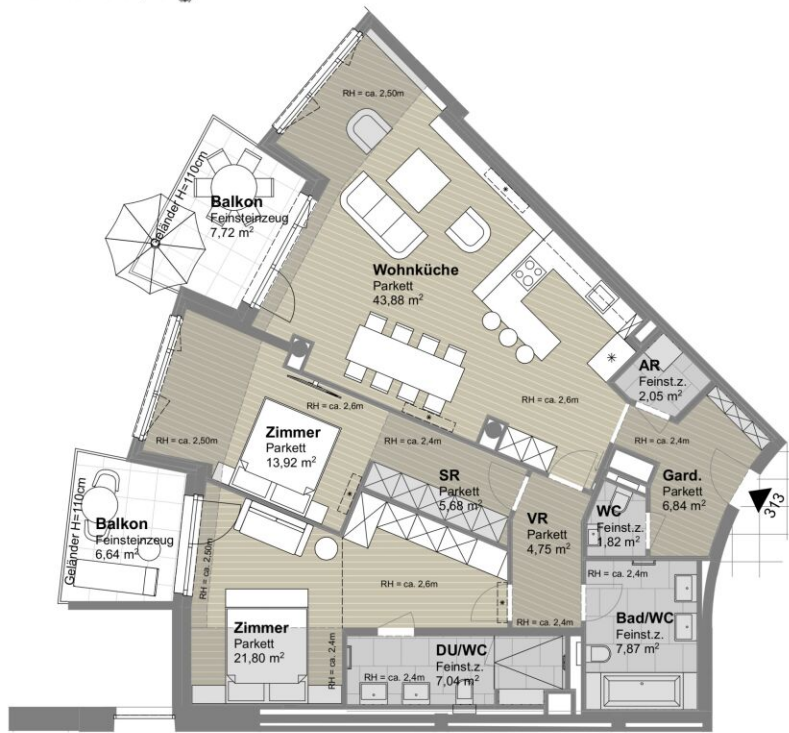 RH = ca. 2,50m
Geländer H=110cm
Balkon
Feinsteinzeug
7,72 m²
Wohnküche
Parkett
43,88 m²
AR
Feinst.z.
2,05 m²
RH = ca. 2,6m
RH = ca. 2,6m
RH = ca. 2,4m
RH = ca. 2,4m
RH = ca. 2,50m
Zimmer
Parkett
13,92 m²
SR
Parkett
5,68 m²
Gard.
Parkett
6,84 m²
313
WC
Feinst.z.
1,82 m²
VR
Parkett
4,75 m²
Geländer H=110cm
Balkon
Feinsteinzeug
6,64 m²
RH = ca. 2,50m
RH = ca. 2,6m
RH = ca. 2,4m
RH = ca. 2,4m
Zimmer
Parkett
21,80 m²
RH = ca. 2,4m
DU/WC
Feinst.z.
7,04 m²
RH = ca. 2,4m
Bad/WC
Feinst.z.
7,87 m²